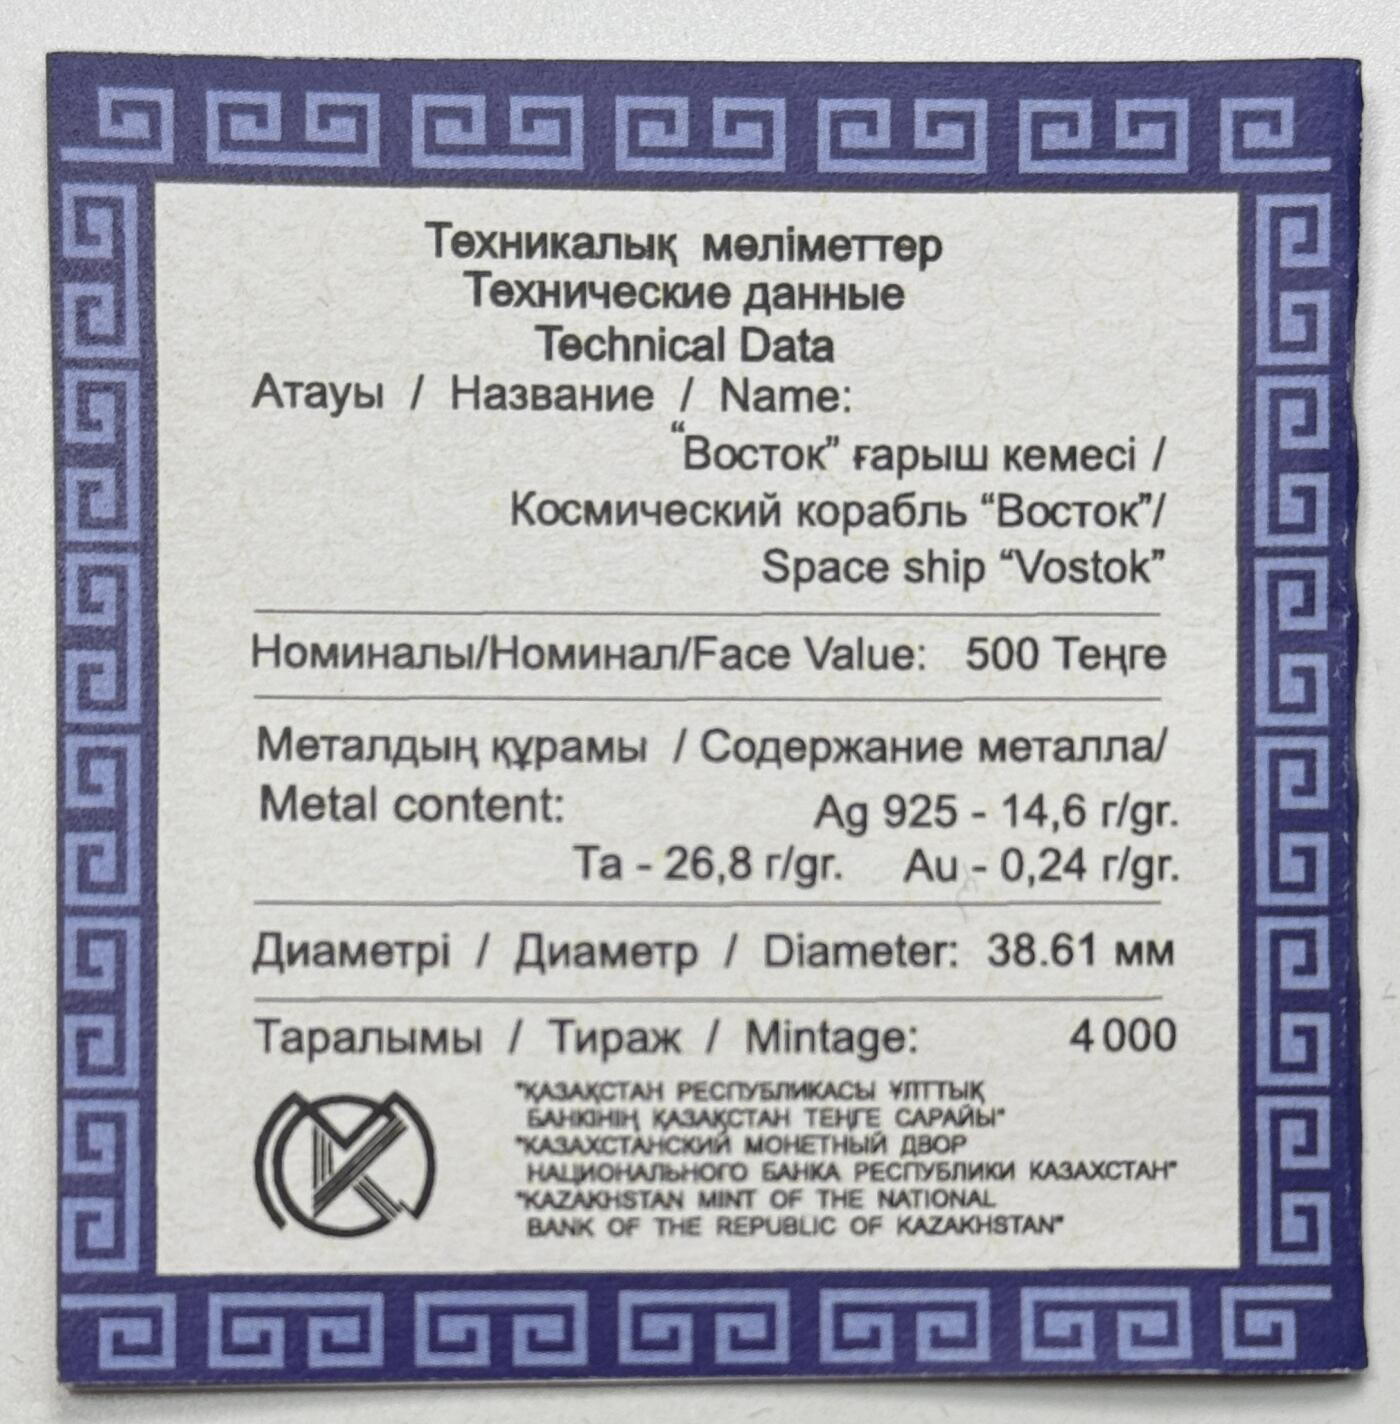 Техникалық мәліметтер
Технические данные
Technical Data
Атауы / Название / Name:
“Восток” ғарыш кемесі /
Космический корабль “Восток”/
Space ship “Vostok”
Номиналы/Номинал/Face Value: 500 Теңге
Металдың құрамы / Содержание металла/
Metal content: Ag 925 - 14,6 г/gr.
Ta - 26,8 г/gr. Au - 0,24 г/gr.
Диаметрі / Диаметр / Diameter: 38.61 мм
Таралымы / Тираж / Mintage: 4 000
"ҚАЗАҚСТАН РЕСПУБЛИКАСЫ ҰЛТТЫҚ
БАНКІНІҢ ҚАЗАҚСТАН ТЕҢГЕ САРАЙЫ"
"КАЗАХСТАНСКИЙ МОНЕТНЫЙ ДВОР
НАЦИОНАЛЬНОГО БАНКА РЕСПУБЛИКИ КАЗАХСТАН"
"KAZAKHSTAN MINT OF THE NATIONAL
BANK OF THE REPUBLIC OF KAZAKHSTAN"